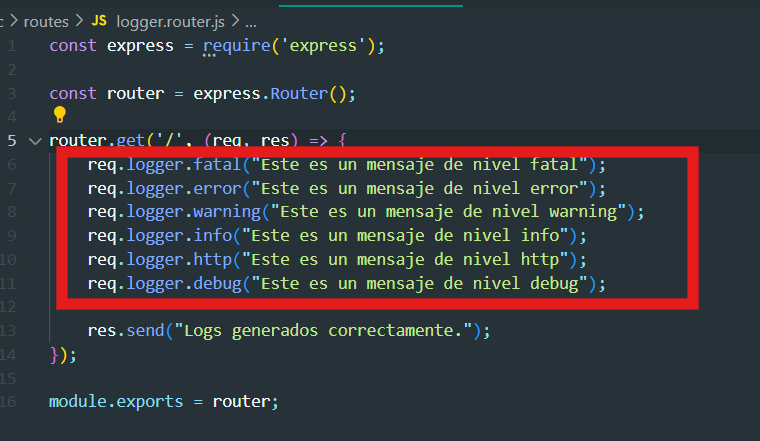 c > routes > JS logger.router.js > ...
1 const express = require('express');
2
3 const router = express.Router();
4
5 router.get('/', (req, res) => {
6 req.logger.fatal("Este es un mensaje de nivel fatal");
7 req.logger.error("Este es un mensaje de nivel error");
8 req.logger.warning("Este es un mensaje de nivel warning");
9 req.logger.info("Este es un mensaje de nivel info");
10 req.logger.http("Este es un mensaje de nivel http");
11 req.logger.debug("Este es un mensaje de nivel debug");
12
13 res.send("Logs generados correctamente.");
14 });
15
16 module.exports = router;